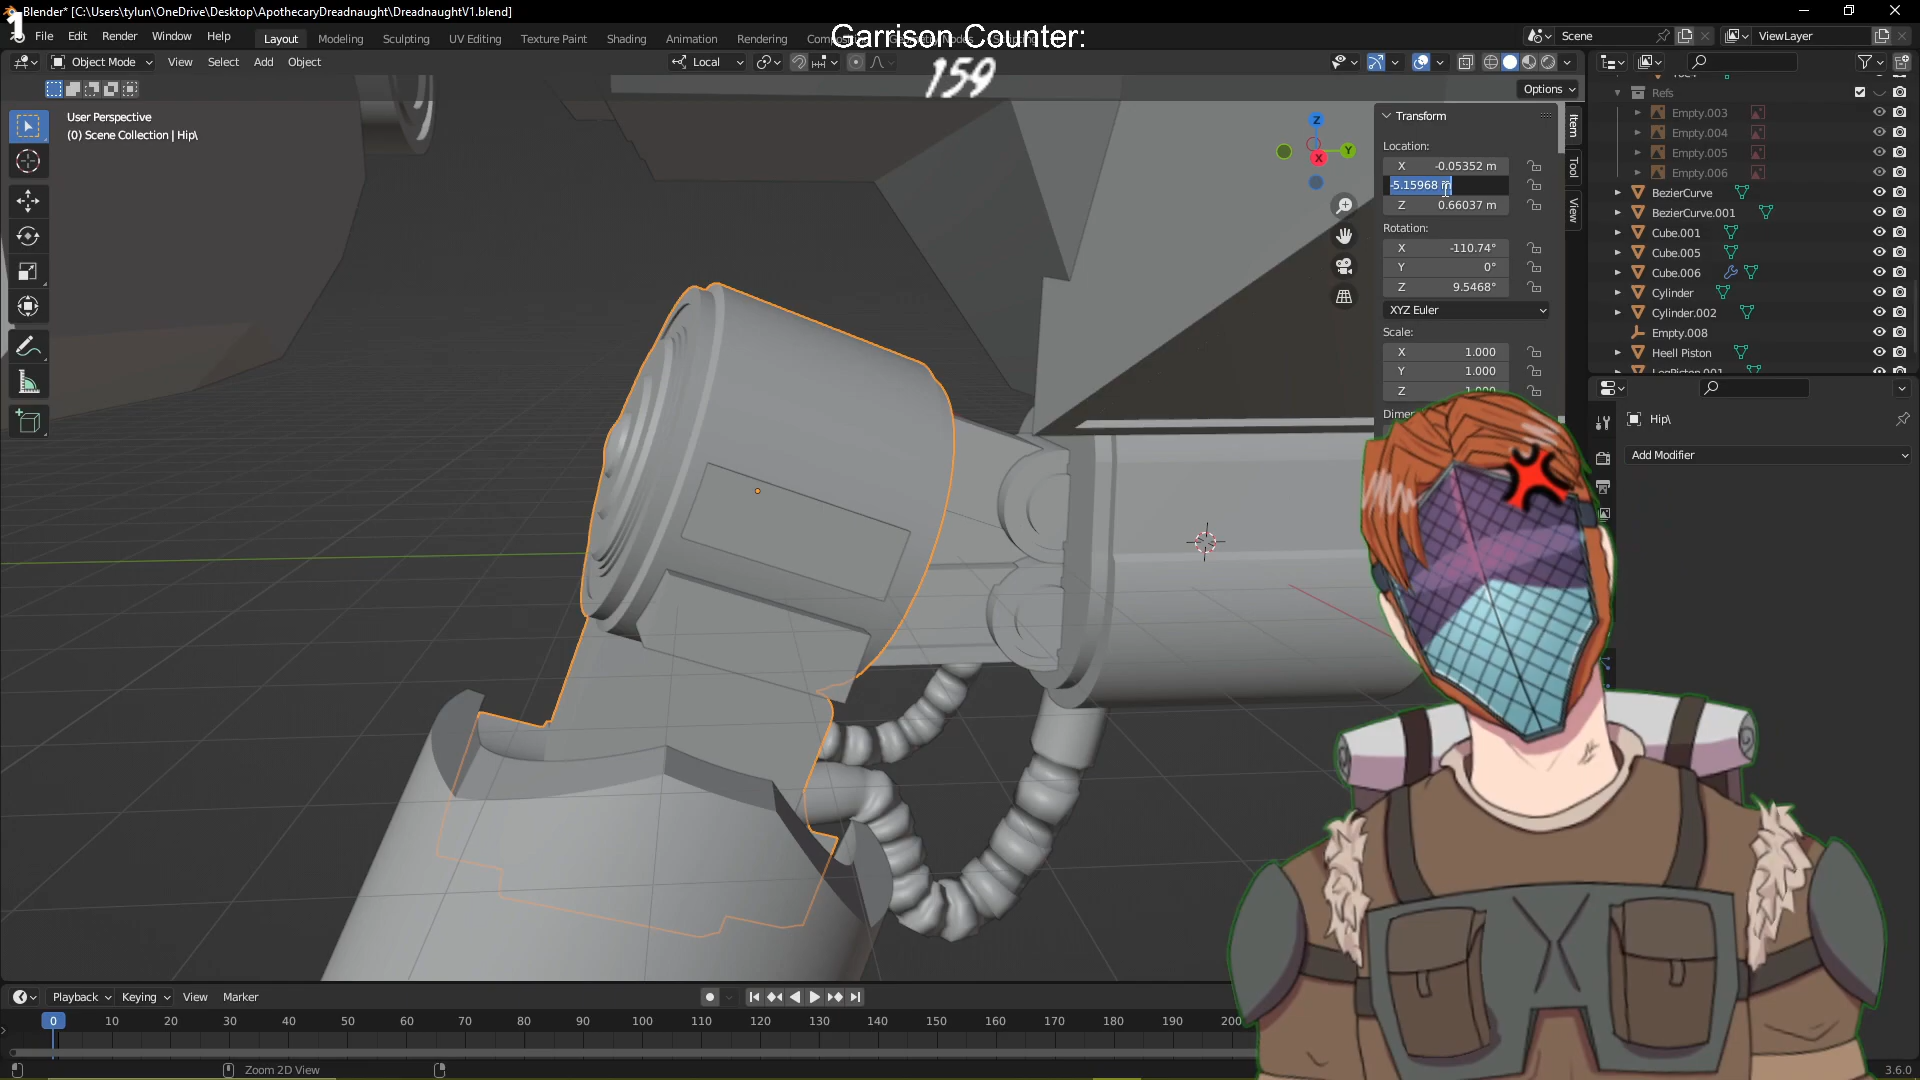 1
Blender* [C:\Users\tylun\OneDrive\Desktop\ApothecaryDreadnaught\DreadnaughtV1.blend]
Garrison Counter:
159
File Edit Render Window Help
Layout Modeling Sculpting UV Editing Texture Paint Shading Animation Rendering
Scene
ViewLayer
Object Mode View Select Add Object
Local
Options
User Perspective
(0) Scene Collection | Hip\
Z
Y
X
Item
Tool
View
Transform
Location:
X -0.05352 m
-5.15968 m
Z 0.66037 m
Rotation:
X -110.74°
Y 0°
Z 9.5468°
XYZ Euler
Scale:
X 1.000
Y 1.000
Z 1.000
Refs
Empty.003
Empty.004
Empty.005
Empty.006
BezierCurve
BezierCurve.001
Cube.001
Cube.005
Cube.006
Cylinder
Cylinder.002
Empty.008
Heell Piston
LegPiston.001
Hip\
Add Modifier
Playback Keying View Marker
0 10 20 30 40 50 60 70 80 90 100 110 120 130 140 150 160 170 180 190 200
Zoom 2D View
3.6.0